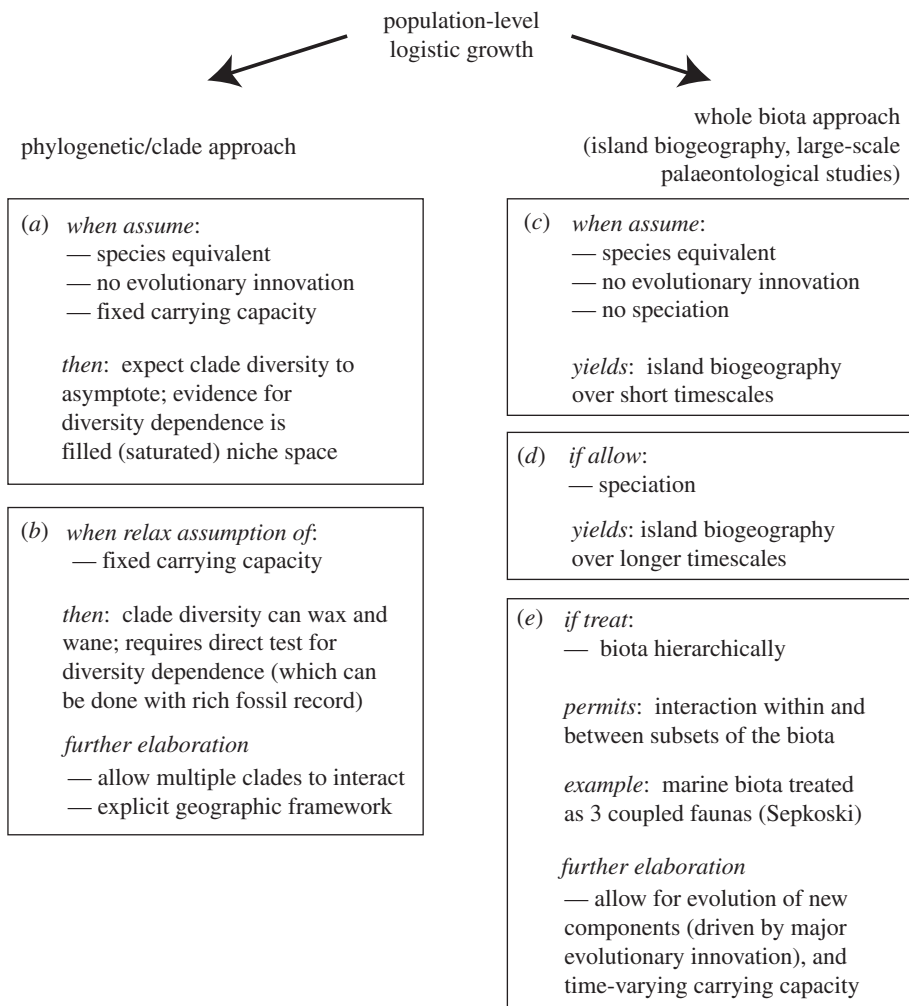 population-level
logistic growth
phylogenetic/clade approach
(a) when assume:
— species equivalent
— no evolutionary innovation
— fixed carrying capacity
then: expect clade diversity to
asymptote; evidence for
diversity dependence is
filled (saturated) niche space
(b) when relax assumption of:
— fixed carrying capacity
then: clade diversity can wax and
wane; requires direct test for
diversity dependence (which can
be done with rich fossil record)
further elaboration
— allow multiple clades to interact
— explicit geographic framework
whole biota approach
(island biogeography, large-scale
palaeontological studies)
(c) when assume:
— species equivalent
— no evolutionary innovation
— no speciation
yields: island biogeography
over short timescales
(d) if allow:
— speciation
yields: island biogeography
over longer timescales
(e) if treat:
— biota hierarchically
permits: interaction within and
between subsets of the biota
example: marine biota treated
as 3 coupled faunas (Sepkoski)
further elaboration
— allow for evolution of new
components (driven by major
evolutionary innovation), and
time-varying carrying capacity